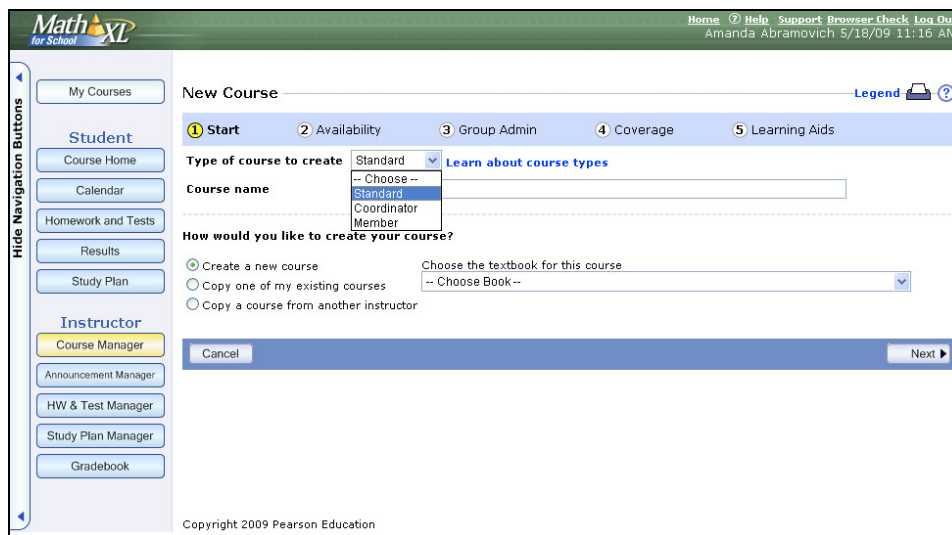 Math XL
for School
Home ? Help Support Browser Check Log Ou
Amanda Abramovich 5/18/09 11:16 AM
Hide Navigation Buttons
My Courses
Student
Course Home
Calendar
Homework and Tests
Results
Study Plan
Instructor
Course Manager
Announcement Manager
HW & Test Manager
Study Plan Manager
Gradebook
New Course
Legend ?
1 Start 2 Availability 3 Group Admin 4 Coverage 5 Learning Aids
Type of course to create Standard Learn about course types
-- Choose --
Standard
Coordinator
Member
Course name
How would you like to create your course?
Create a new course
Copy one of my existing courses
Copy a course from another instructor
Choose the textbook for this course
-- Choose Book --
Cancel Next
Copyright 2009 Pearson Education